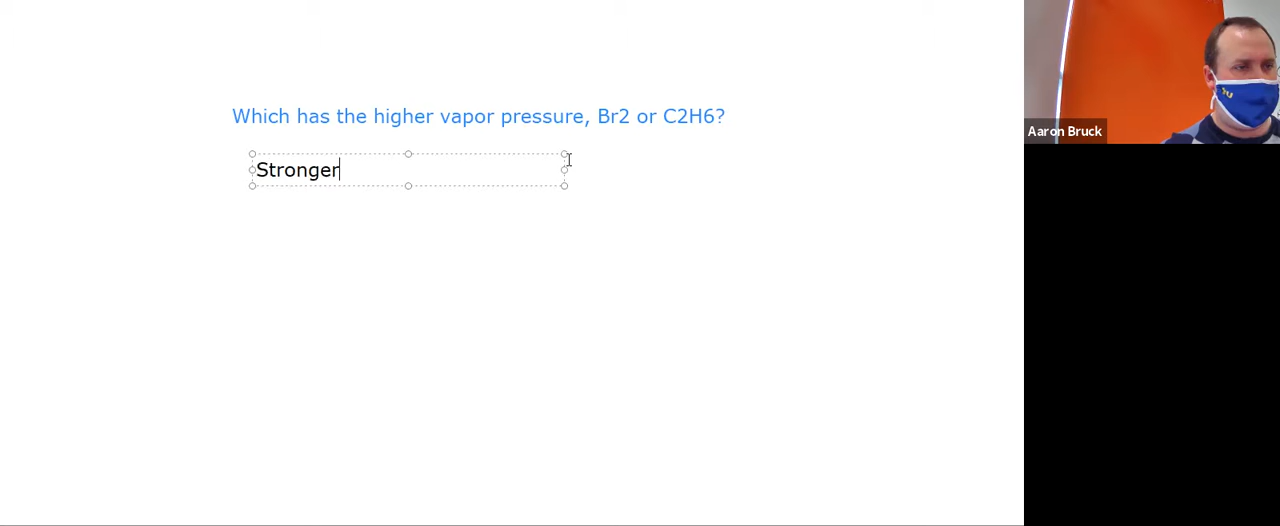 Which has the higher vapor pressure, Br2 or C2H6?
Stronger
Aaron Bruck